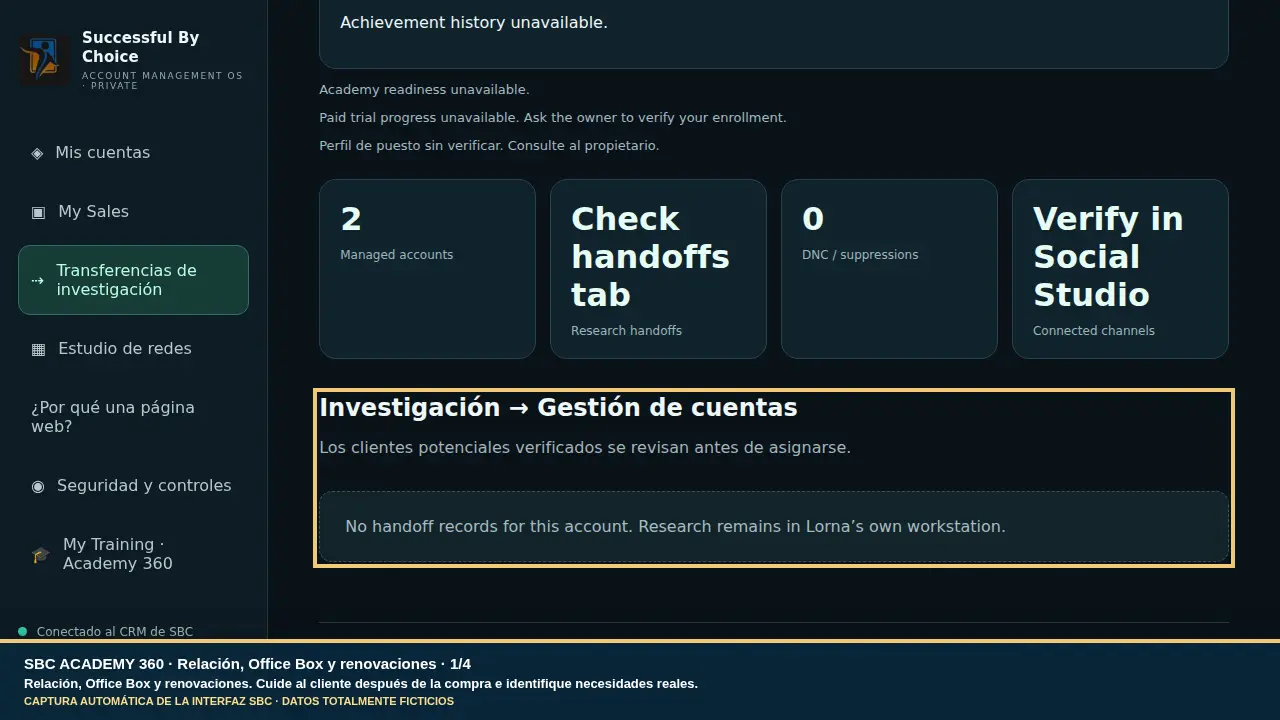 Successful By
Choice
ACCOUNT MANAGEMENT OS
· PRIVATE
Mis cuentas
My Sales
Transferencias de
investigación
Estudio de redes
¿Por qué una página
web?
Seguridad y controles
My Training ·
Academy 360
Conectado al CRM de SBC
Achievement history unavailable.
Academy readiness unavailable.
Paid trial progress unavailable. Ask the owner to verify your enrollment.
Perfil de puesto sin verificar. Consulte al propietario.
2
Managed accounts
Check
handoffs
tab
Research handoffs
0
DNC / suppressions
Verify in
Social
Studio
Connected channels
Investigación → Gestión de cuentas
Los clientes potenciales verificados se revisan antes de asignarse.
No handoff records for this account. Research remains in Lorna’s own workstation.
SBC ACADEMY 360 · Relación, Office Box y renovaciones · 1/4
Relación, Office Box y renovaciones. Cuide al cliente después de la compra e identifique necesidades reales.
CAPTURA AUTOMÁTICA DE LA INTERFAZ SBC · DATOS TOTALMENTE FICTICIOS